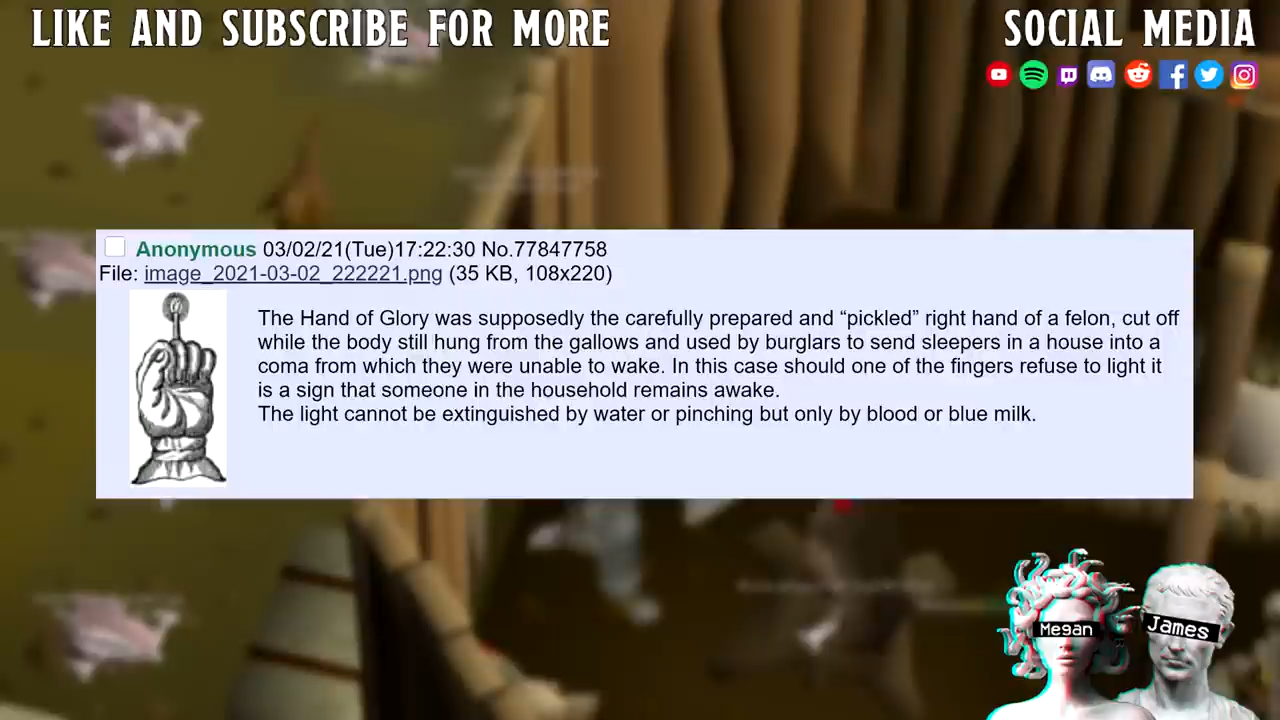 LIKE AND SUBSCRIBE FOR MORE
SOCIAL MEDIA
Anonymous 03/02/21(Tue)17:22:30 No.77847758
File: image_2021-03-02_222221.png (35 KB, 108x220)
The Hand of Glory was supposedly the carefully prepared and “pickled” right hand of a felon, cut off
while the body still hung from the gallows and used by burglars to send sleepers in a house into a
coma from which they were unable to wake. In this case should one of the fingers refuse to light it
is a sign that someone in the household remains awake.
The light cannot be extinguished by water or pinching but only by blood or blue milk.
Megan
James